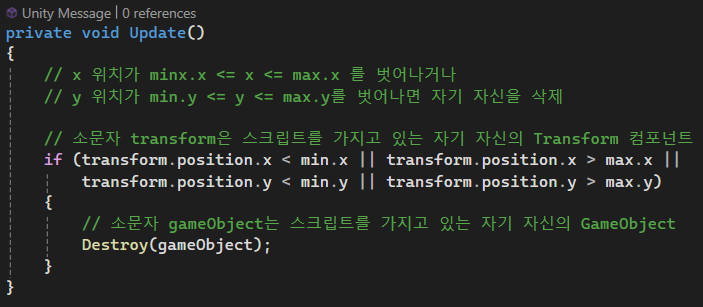 Unity Message | 0 references
private void Update()
{
// x 위치가 minx.x <= x <= max.x 를 벗어나거나
// y 위치가 min.y <= y <= max.y를 벗어나면 자기 자신을 삭제
// 소문자 transform은 스크립트를 가지고 있는 자기 자신의 Transform 컴포넌트
if (transform.position.x < min.x || transform.position.x > max.x ||
transform.position.y < min.y || transform.position.y > max.y)
{
// 소문자 gameObject는 스크립트를 가지고 있는 자기 자신의 GameObject
Destroy(gameObject);
}
}